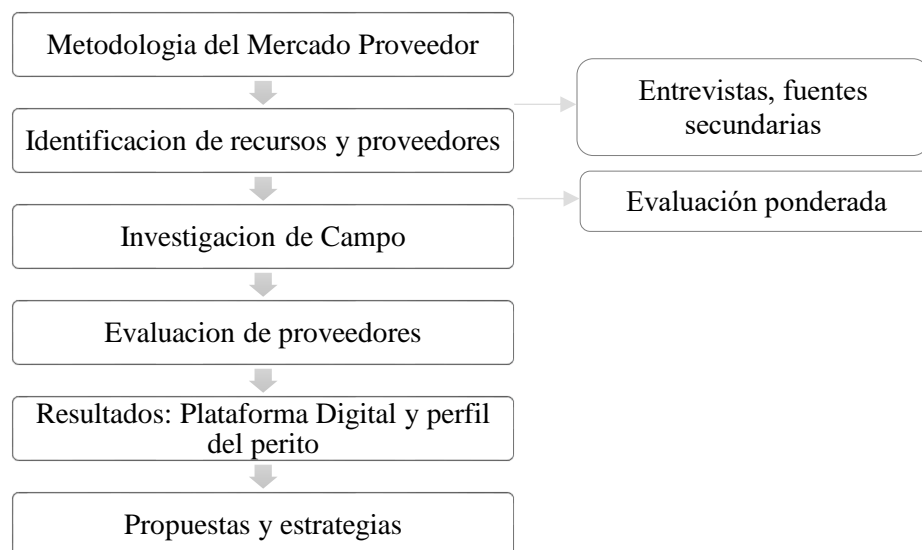 Metodologia del Mercado Proveedor
Entrevistas, fuentes
secundarias
Identificacion de recursos y proveedores
Evaluación ponderada
Investigacion de Campo
Evaluacion de proveedores
Resultados: Plataforma Digital y perfil
del perito
Propuestas y estrategias